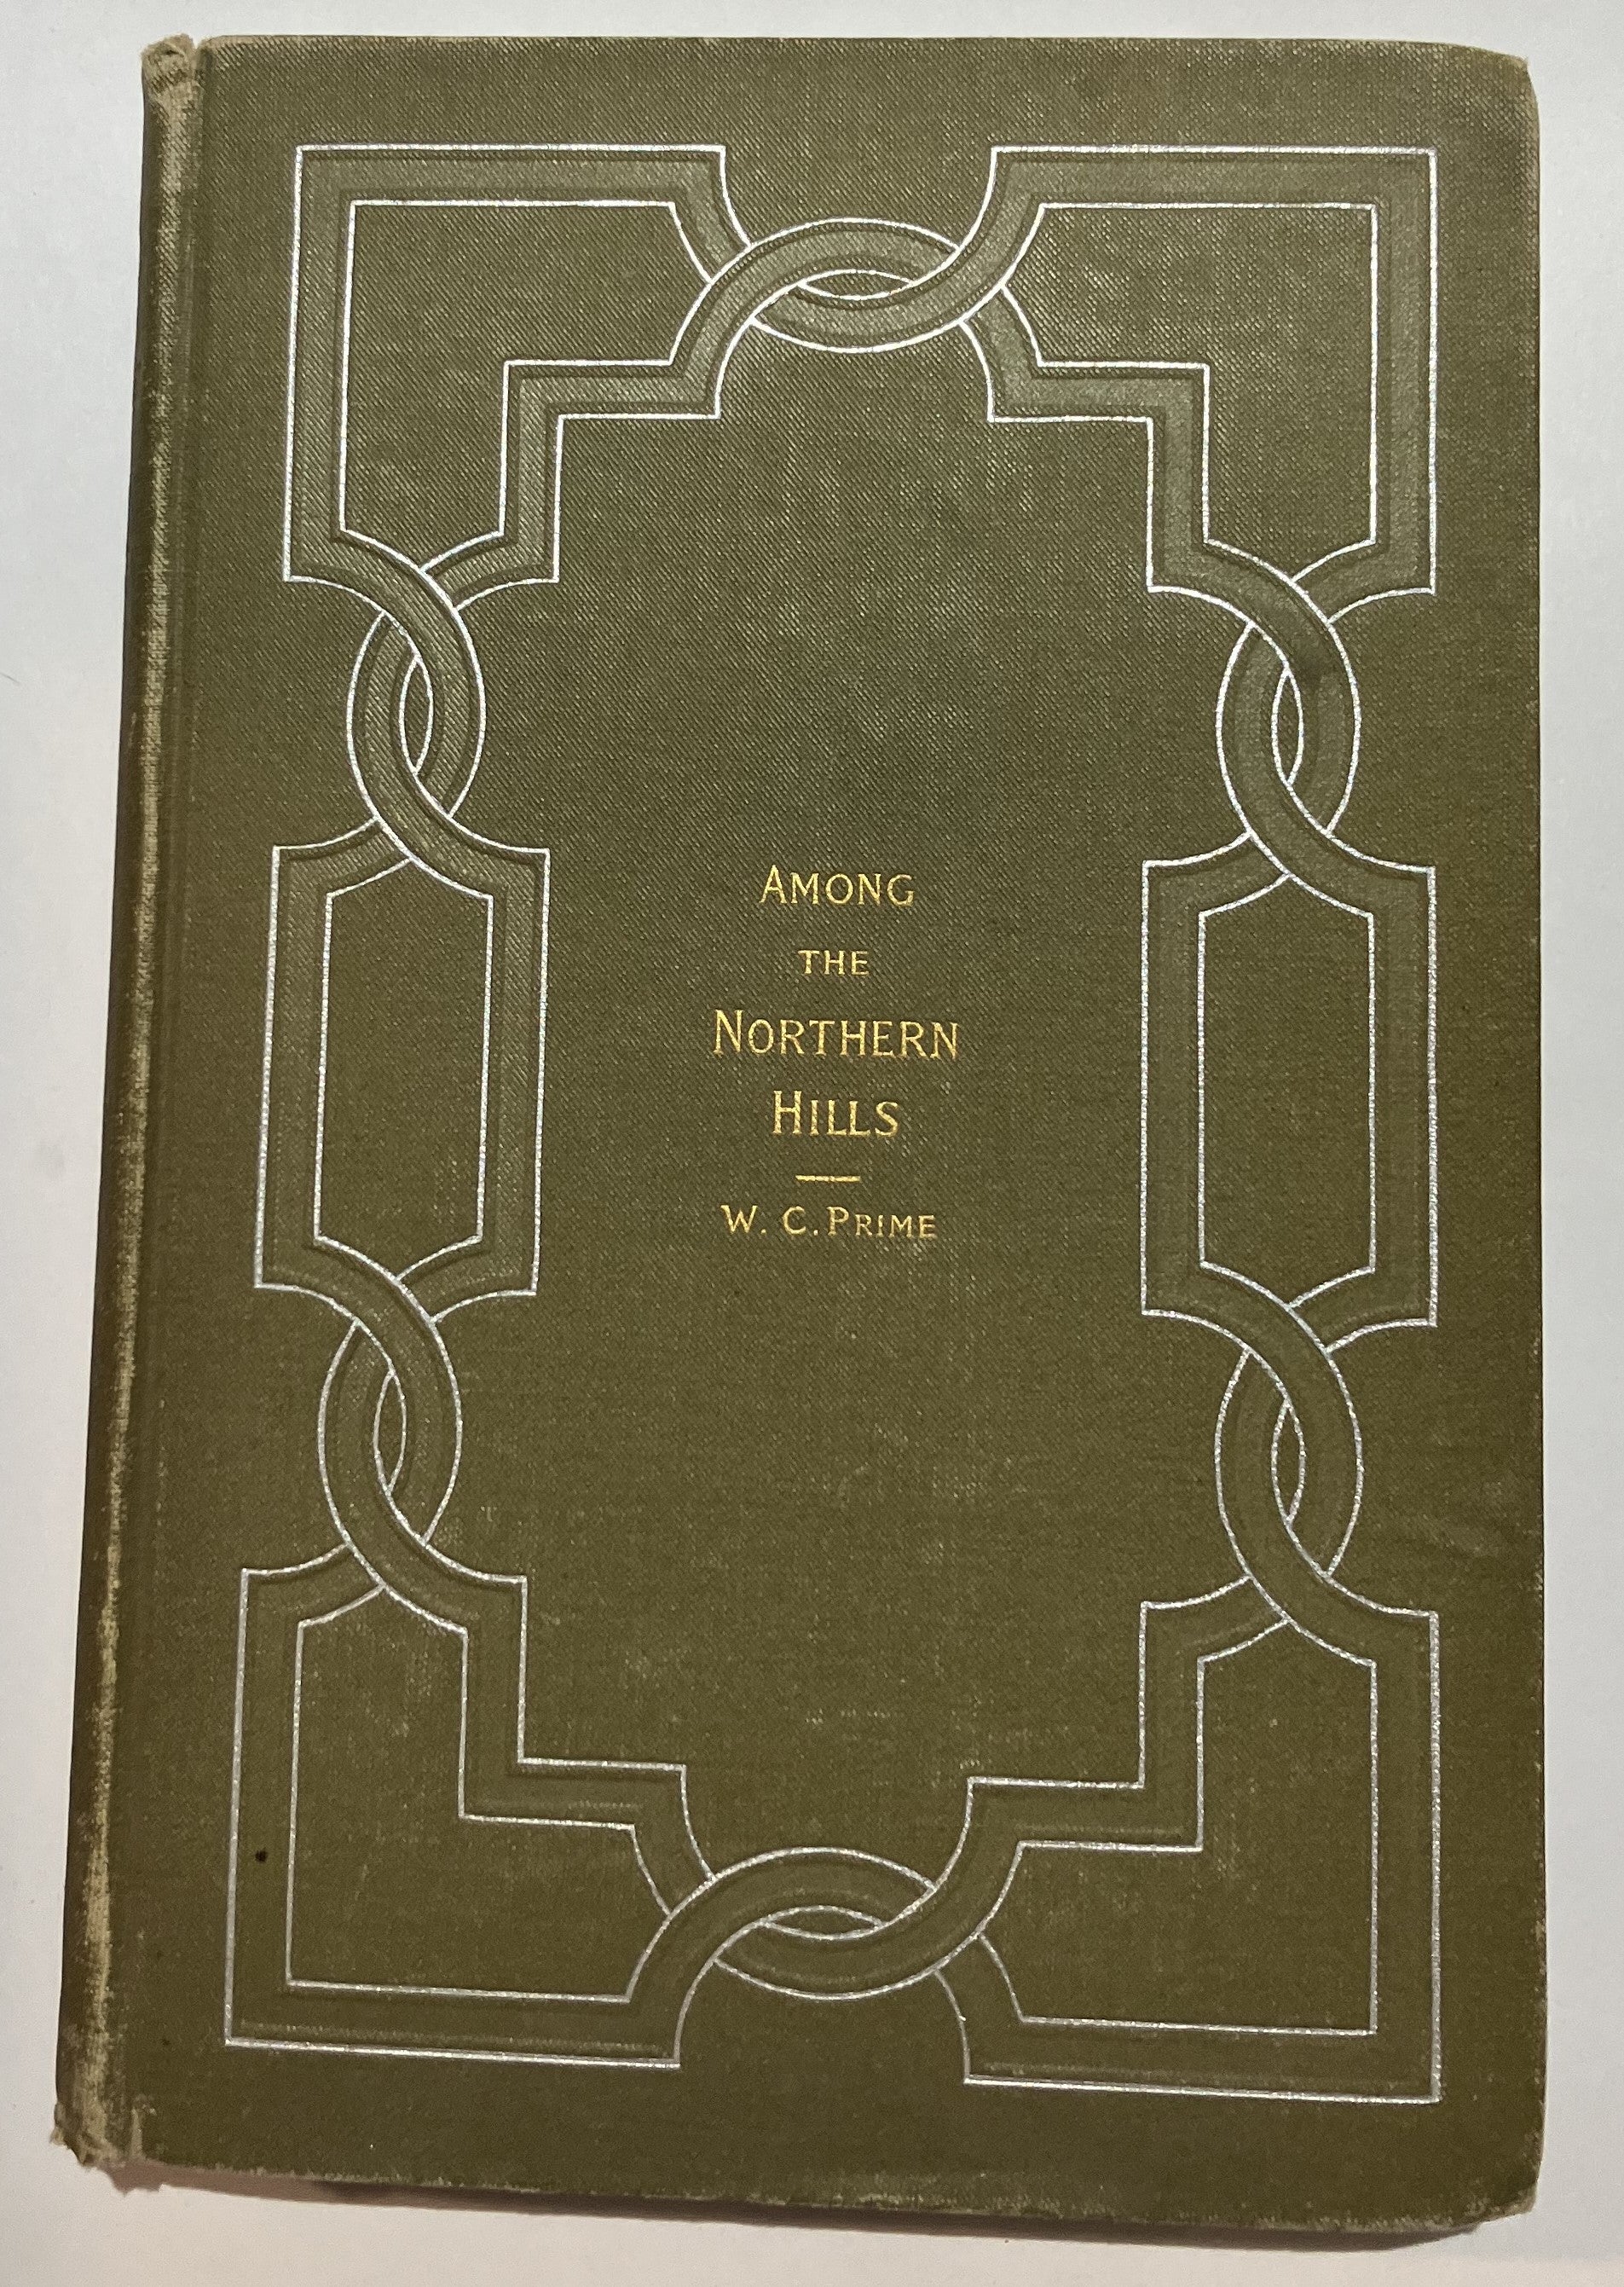 AMONG
THE
NORTHERN
HILLS
W. C. PRIME